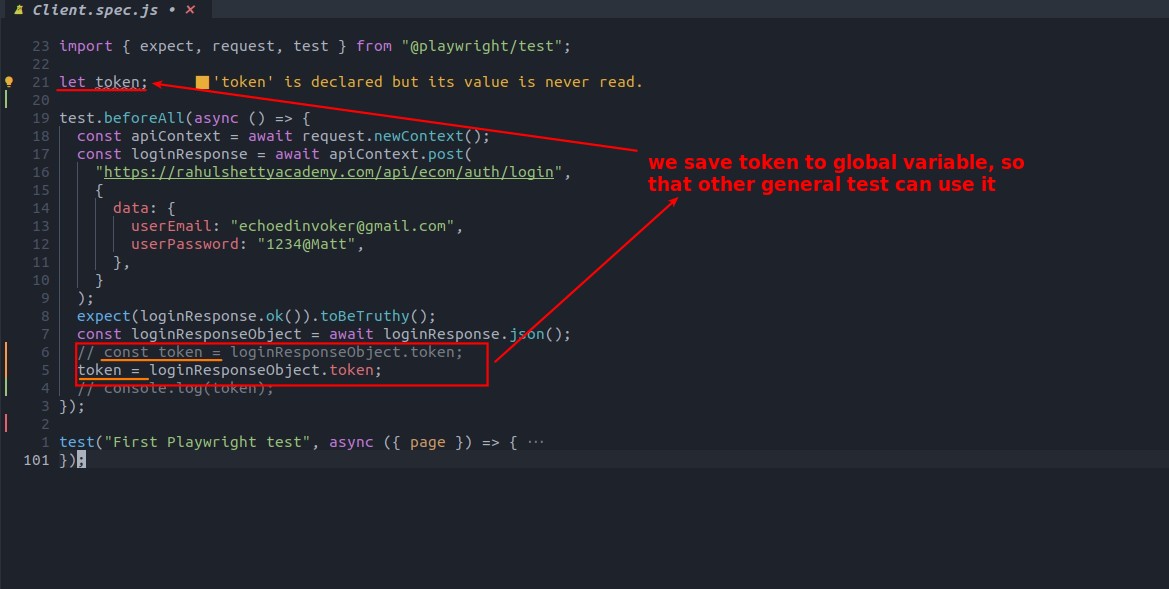 Client.spec.js • ×
23 import { expect, request, test } from "@playwright/test";
22
21 let token; 'token' is declared but its value is never read.
20
19 test.beforeAll(async () => {
18 const apiContext = await request.newContext();
17 const loginResponse = await apiContext.post(
16 "https://rahulshettyacademy.com/api/ecom/auth/login",
15 {
14 data: {
13 userEmail: "echoedinvoker@gmail.com",
12 userPassword: "1234@Matt",
11 },
10 }
9 );
8 expect(loginResponse.ok()).toBeTruthy();
7 const loginResponseObject = await loginResponse.json();
6 // const token = loginResponseObject.token;
5 token = loginResponseObject.token;
4 // console.log(token);
3 });
2
1 test("First Playwright test", async ({ page }) => { ···
101 });
we save token to global variable, so
that other general test can use it